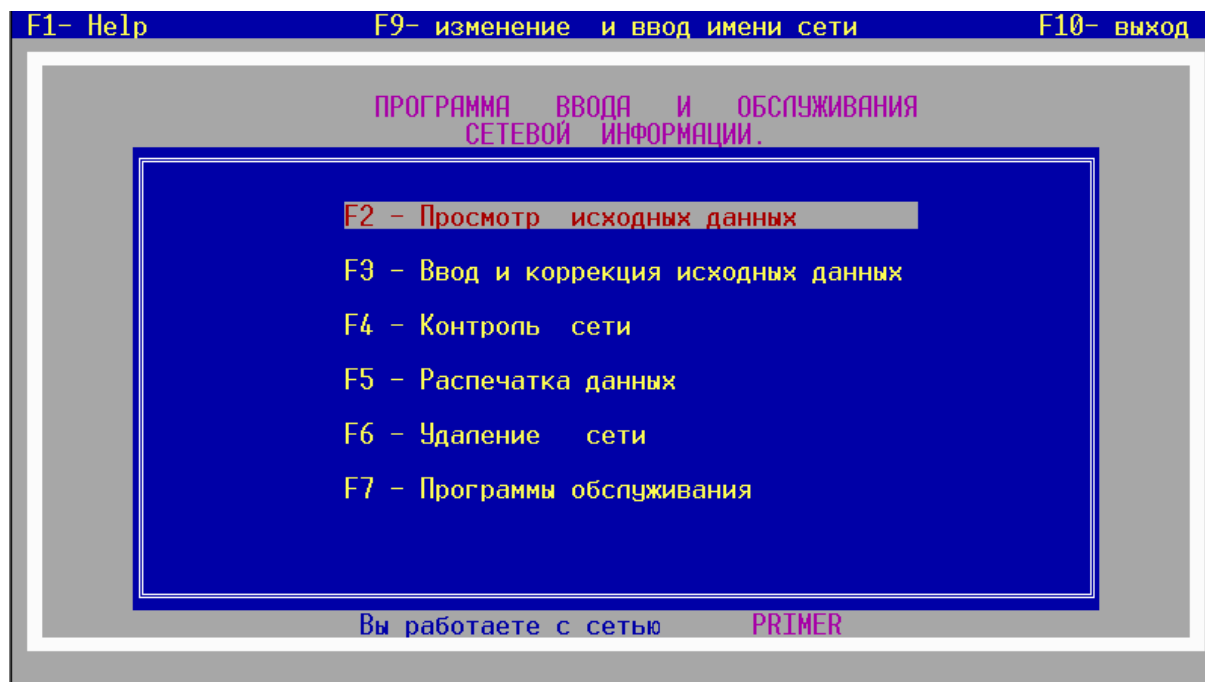 F1- Help F9- изменение и ввод имени сети F10- выход
ПРОГРАММА ВВОДА И ОБСЛУЖИВАНИЯ
СЕТЕВОЙ ИНФОРМАЦИИ.
F2 - Просмотр исходных данных
F3 - Ввод и коррекция исходных данных
F4 - Контроль сети
F5 - Распечатка данных
F6 - Удаление сети
F7 - Программы обслуживания
Вы работаете с сетью PRIMER